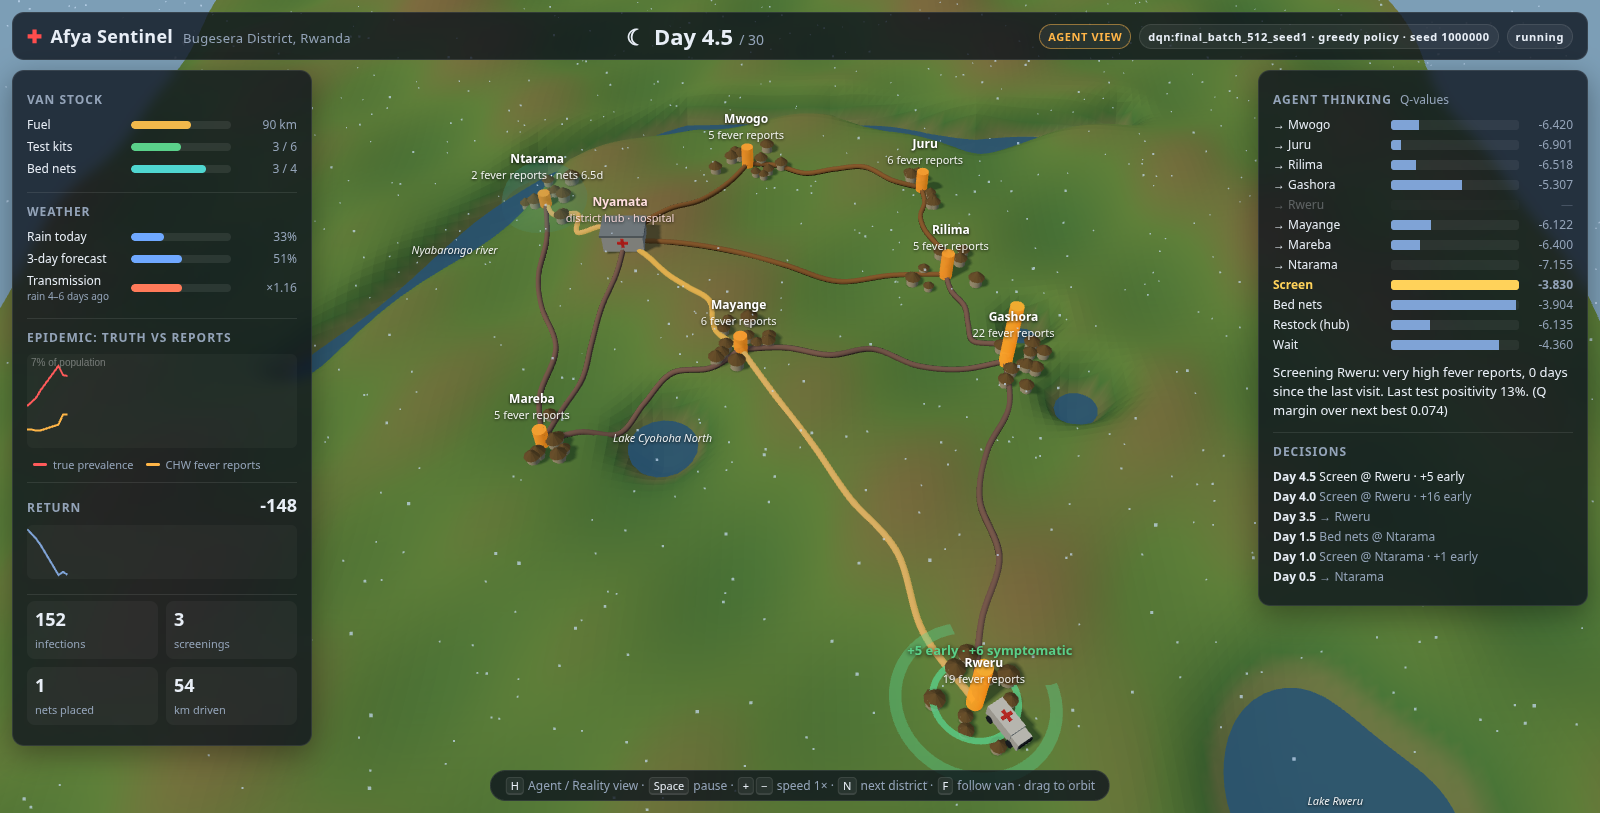 Afya Sentinel Bugesera District, Rwanda
Day 4.5 / 30
AGENT VIEW
dqn:final_batch_512_seed1 · greedy policy · seed 1000000
running
VAN STOCK
Fuel 90 km
Test kits 3 / 6
Bed nets 3 / 4
WEATHER
Rain today 33%
3-day forecast 51%
Transmission ×1.16
rain 4–6 days ago
EPIDEMIC: TRUTH VS REPORTS
7% of population
true prevalence CHW fever reports
RETURN -148
152
infections
3
screenings
1
nets placed
54
km driven
Mwogo
5 fever reports
Juru
6 fever reports
Ntarama
2 fever reports · nets 6.5d
Nyamata
district hub · hospital
Nyabarongo river
Rilima
5 fever reports
Mayange
6 fever reports
Gashora
22 fever reports
Mareba
5 fever reports
Lake Cyohoha North
+5 early · +6 symptomatic
Rweru
19 fever reports
Lake Rweru
AGENT THINKING Q-values
→ Mwogo -6.420
→ Juru -6.901
→ Rilima -6.518
→ Gashora -5.307
→ Rweru —
→ Mayange -6.122
→ Mareba -6.400
→ Ntarama -7.155
Screen -3.830
Bed nets -3.904
Restock (hub) -6.135
Wait -4.360
Screening Rweru: very high fever reports, 0 days
since the last visit. Last test positivity 13%. (Q
margin over next best 0.074)
DECISIONS
Day 4.5 Screen @ Rweru · +5 early
Day 4.0 Screen @ Rweru · +16 early
Day 3.5 → Rweru
Day 1.5 Bed nets @ Ntarama
Day 1.0 Screen @ Ntarama · +1 early
Day 0.5 → Ntarama
H Agent / Reality view · Space pause · + − speed 1× · N next district · F follow van · drag to orbit